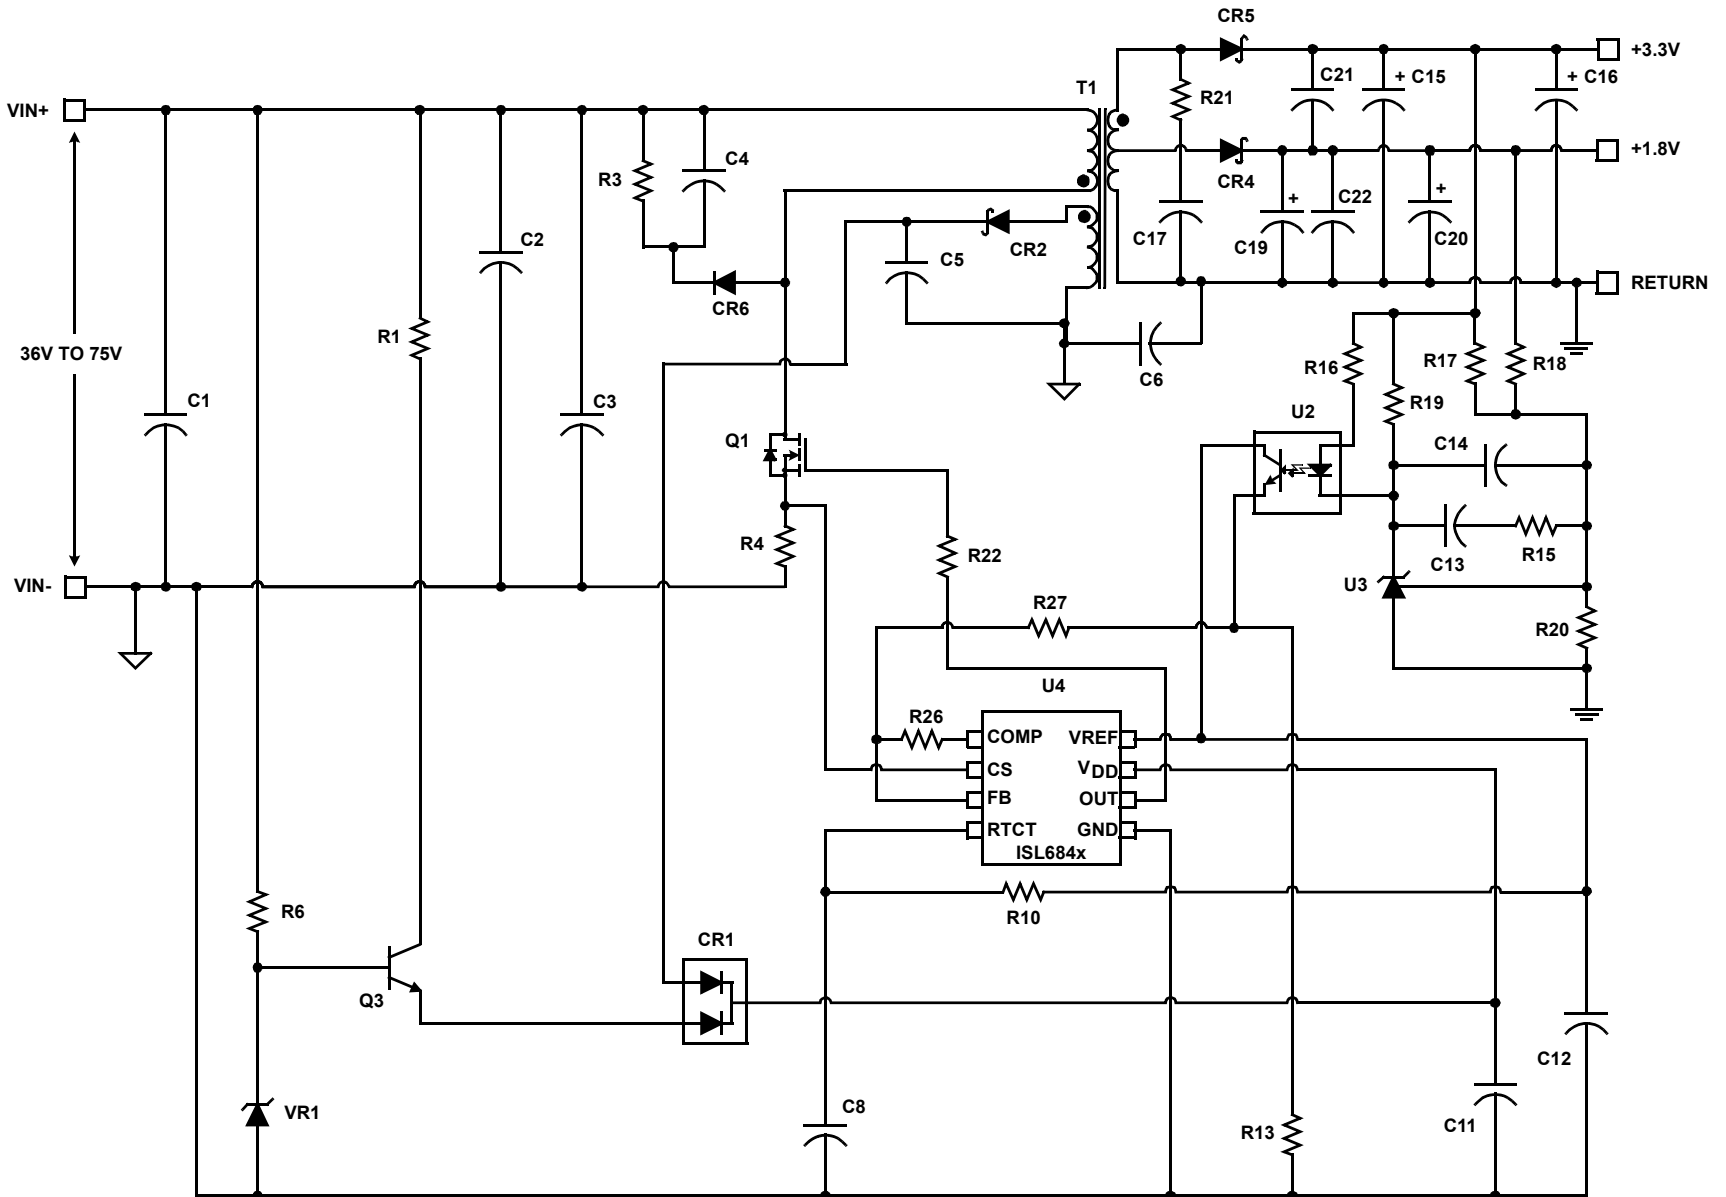 CR5
+3.3V
C21
+ C15
+ C16
T1
R21
VIN+
+1.8V
C4
R3
CR4
+
C22
+
C17
C19
C20
C2
C5
CR2
CR6
RETURN
R1
36V TO 75V
C6
R16
R17
R18
C1
C3
R19
U2
Q1
C14
R4
R22
C13
R15
VIN-
U3
R27
R20
U4
R26
COMP
VREF
CS
VDD
FB
OUT
RTCT
GND
ISL684x
R6
R10
CR1
Q3
C12
VR1
C8
C11
R13